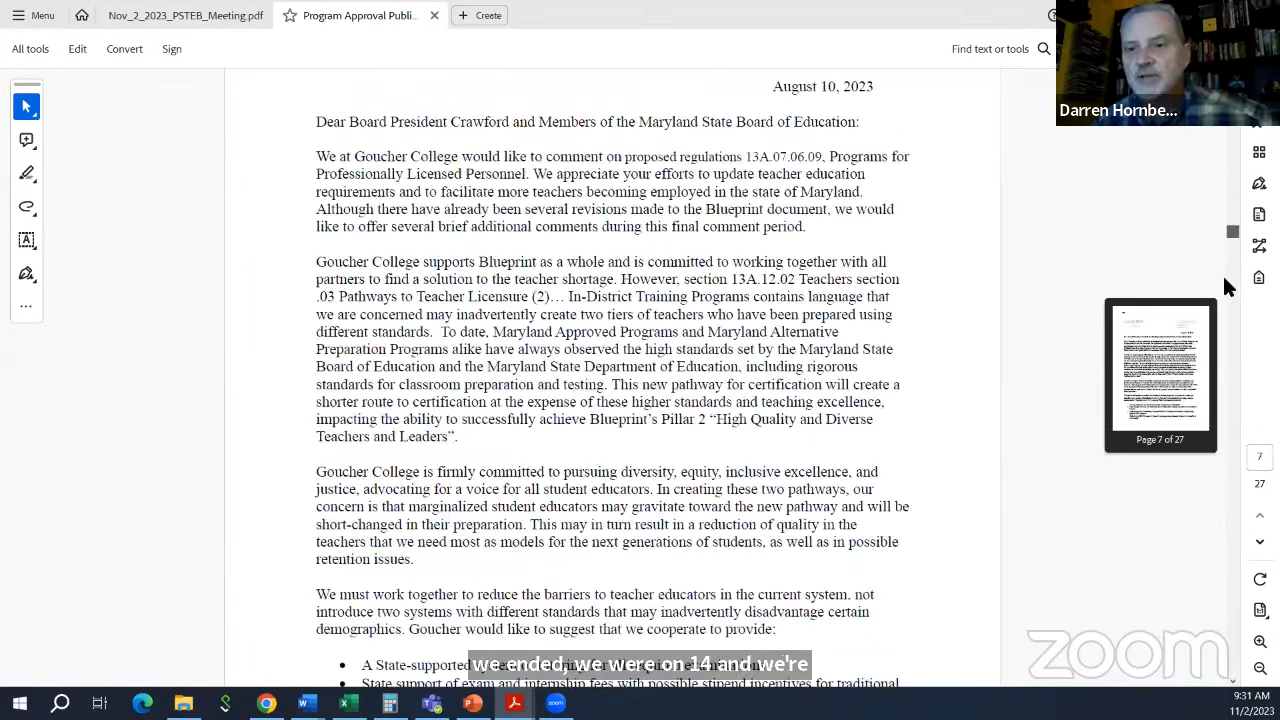 Menu
Nov_2_2023_PSTEB_Meeting.pdf
Program Approval Publi...
Create
All tools
Edit
Convert
Sign
Find text or tools
Darren Hornbe...
August 10, 2023
Dear Board President Crawford and Members of the Maryland State Board of Education:
We at Goucher College would like to comment on proposed regulations 13A.07.06.09, Programs for
Professionally Licensed Personnel. We appreciate your efforts to update teacher education
requirements and to facilitate more teachers becoming employed in the state of Maryland.
Although there have already been several revisions made to the Blueprint document, we would
like to offer several brief additional comments during this final comment period.
Goucher College supports Blueprint as a whole and is committed to working together with all
partners to find a solution to the teacher shortage. However, section 13A.12.02 Teachers section
.03 Pathways to Teacher Licensure (2)… In-District Training Programs contains language that
we are concerned may inadvertently create two tiers of teachers who have been prepared using
different standards. To date, Maryland Approved Programs and Maryland Alternative
Preparation Programs alike have always observed the high standards set by the Maryland State
Board of Education and the Maryland State Department of Education, including rigorous
standards for classroom preparation and testing. This new pathway for certification will create a
shorter route to certification at the expense of these higher standards and teaching excellence,
impacting the ability to successfully achieve Blueprint's Pillar 2 “High Quality and Diverse
Teachers and Leaders”.
Goucher College is firmly committed to pursuing diversity, equity, inclusive excellence, and
justice, advocating for a voice for all student educators. In creating these two pathways, our
concern is that marginalized student educators may gravitate toward the new pathway and will be
short-changed in their preparation. This may in turn result in a reduction of quality in the
teachers that we need most as models for the next generations of students, as well as in possible
retention issues.
We must work together to reduce the barriers to teacher educators in the current system, not
introduce two systems with different standards that may inadvertently disadvantage certain
demographics. Goucher would like to suggest that we cooperate to provide:
• A State-supported
we ended, we were on 14 and we're
• State support of exam and internship fees with possible stipend incentives for traditional
Page 7 of 27
7
27
zoom
9:31 AM
11/2/2023